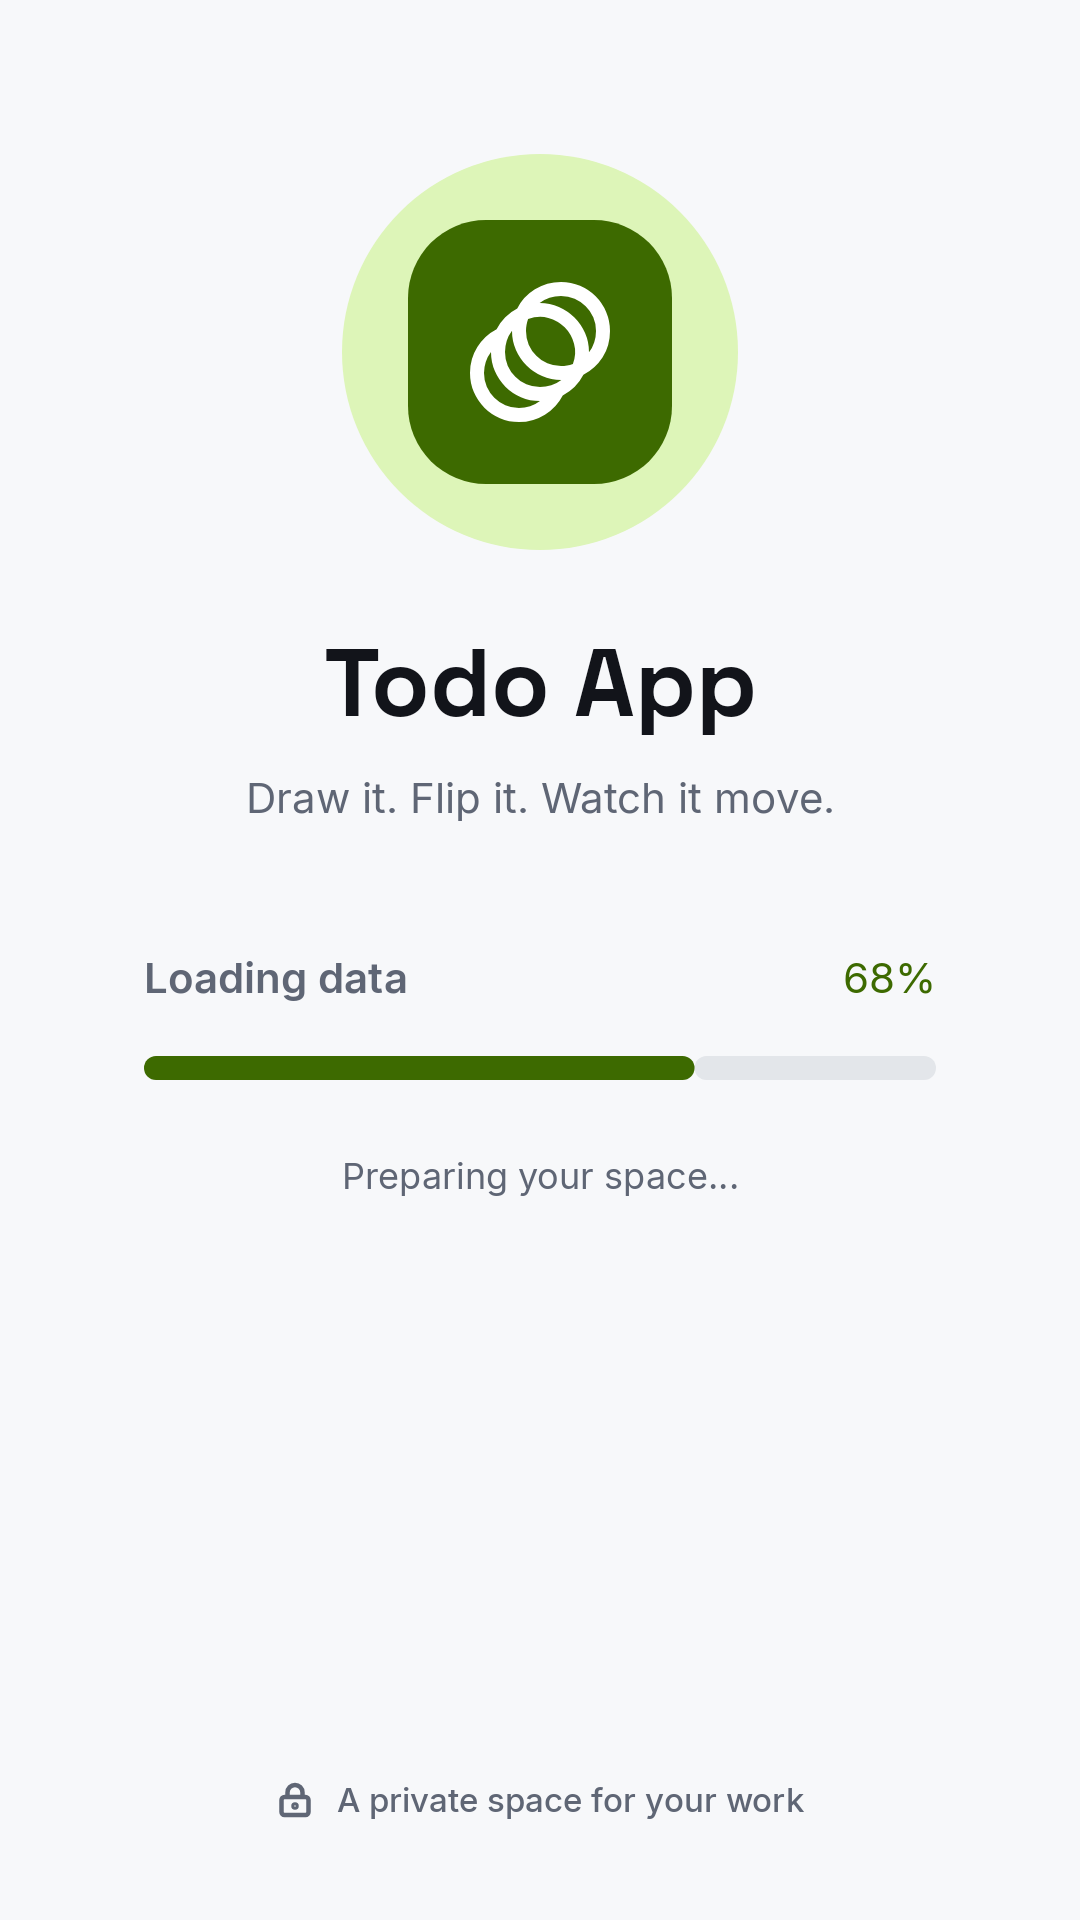 Todo App
Draw it. Flip it. Watch it move.
Loading data 68%
Preparing your space...
A private space for your work